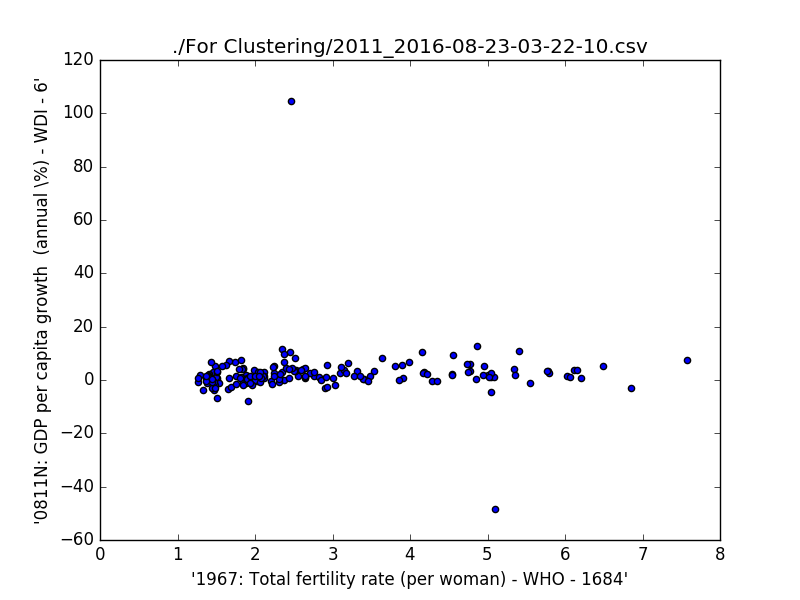 ./For Clustering/2011_2016-08-23-03-22-10.csv
120
100
80
60
40
20
0
−20
−40
−60
'0811N: GDP per capita growth  (annual \%) - WDI - 6'
0 1 2 3 4 5 6 7 8
'1967: Total fertility rate (per woman) - WHO - 1684'